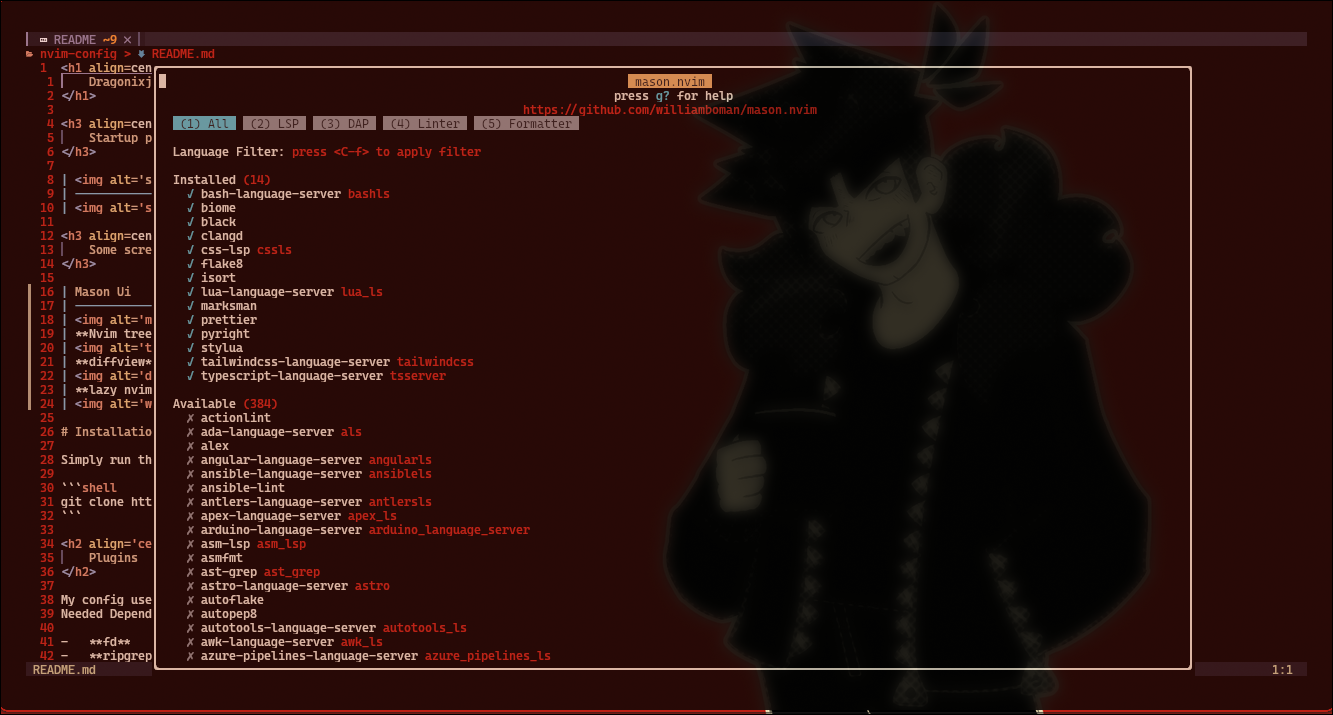 README ~9 ×
nvim-config > README.md
1 <h1 align=cen
1 Dragonixj
2 </h1>
3
4 <h3 align=cen
5 Startup p
6 </h3>
7
8 | <img alt='s
9 | -----------
10 | <img alt='s
11
12 <h3 align=cen
13 Some scre
14 </h3>
15
16 | Mason Ui
17 | -----------
18 | <img alt='m
19 | **Nvim tree
20 | <img alt='t
21 | **diffview*
22 | <img alt='d
23 | **lazy nvim
24 | <img alt='w
25
26 # Installatio
27
28 Simply run th
29
30 ```shell
31 git clone htt
32 ```
33
34 <h2 align='ce
35 Plugins
36 </h2>
37
38 My config use
39 Needed Depend
40
41 - **fd**
42 - **ripgrep
mason.nvim
press g? for help
https://github.com/williamboman/mason.nvim
(1) All (2) LSP (3) DAP (4) Linter (5) Formatter
Language Filter: press <C-f> to apply filter
Installed (14)
✓ bash-language-server bashls
✓ biome
✓ black
✓ clangd
✓ css-lsp cssls
✓ flake8
✓ isort
✓ lua-language-server lua_ls
✓ marksman
✓ prettier
✓ pyright
✓ stylua
✓ tailwindcss-language-server tailwindcss
✓ typescript-language-server tsserver
Available (384)
✗ actionlint
✗ ada-language-server als
✗ alex
✗ angular-language-server angularls
✗ ansible-language-server ansiblels
✗ ansible-lint
✗ antlers-language-server antlersls
✗ apex-language-server apex_ls
✗ arduino-language-server arduino_language_server
✗ asm-lsp asm_lsp
✗ asmfmt
✗ ast-grep ast_grep
✗ astro-language-server astro
✗ autoflake
✗ autopep8
✗ autotools-language-server autotools_ls
✗ awk-language-server awk_ls
✗ azure-pipelines-language-server azure_pipelines_ls
README.md 1:1